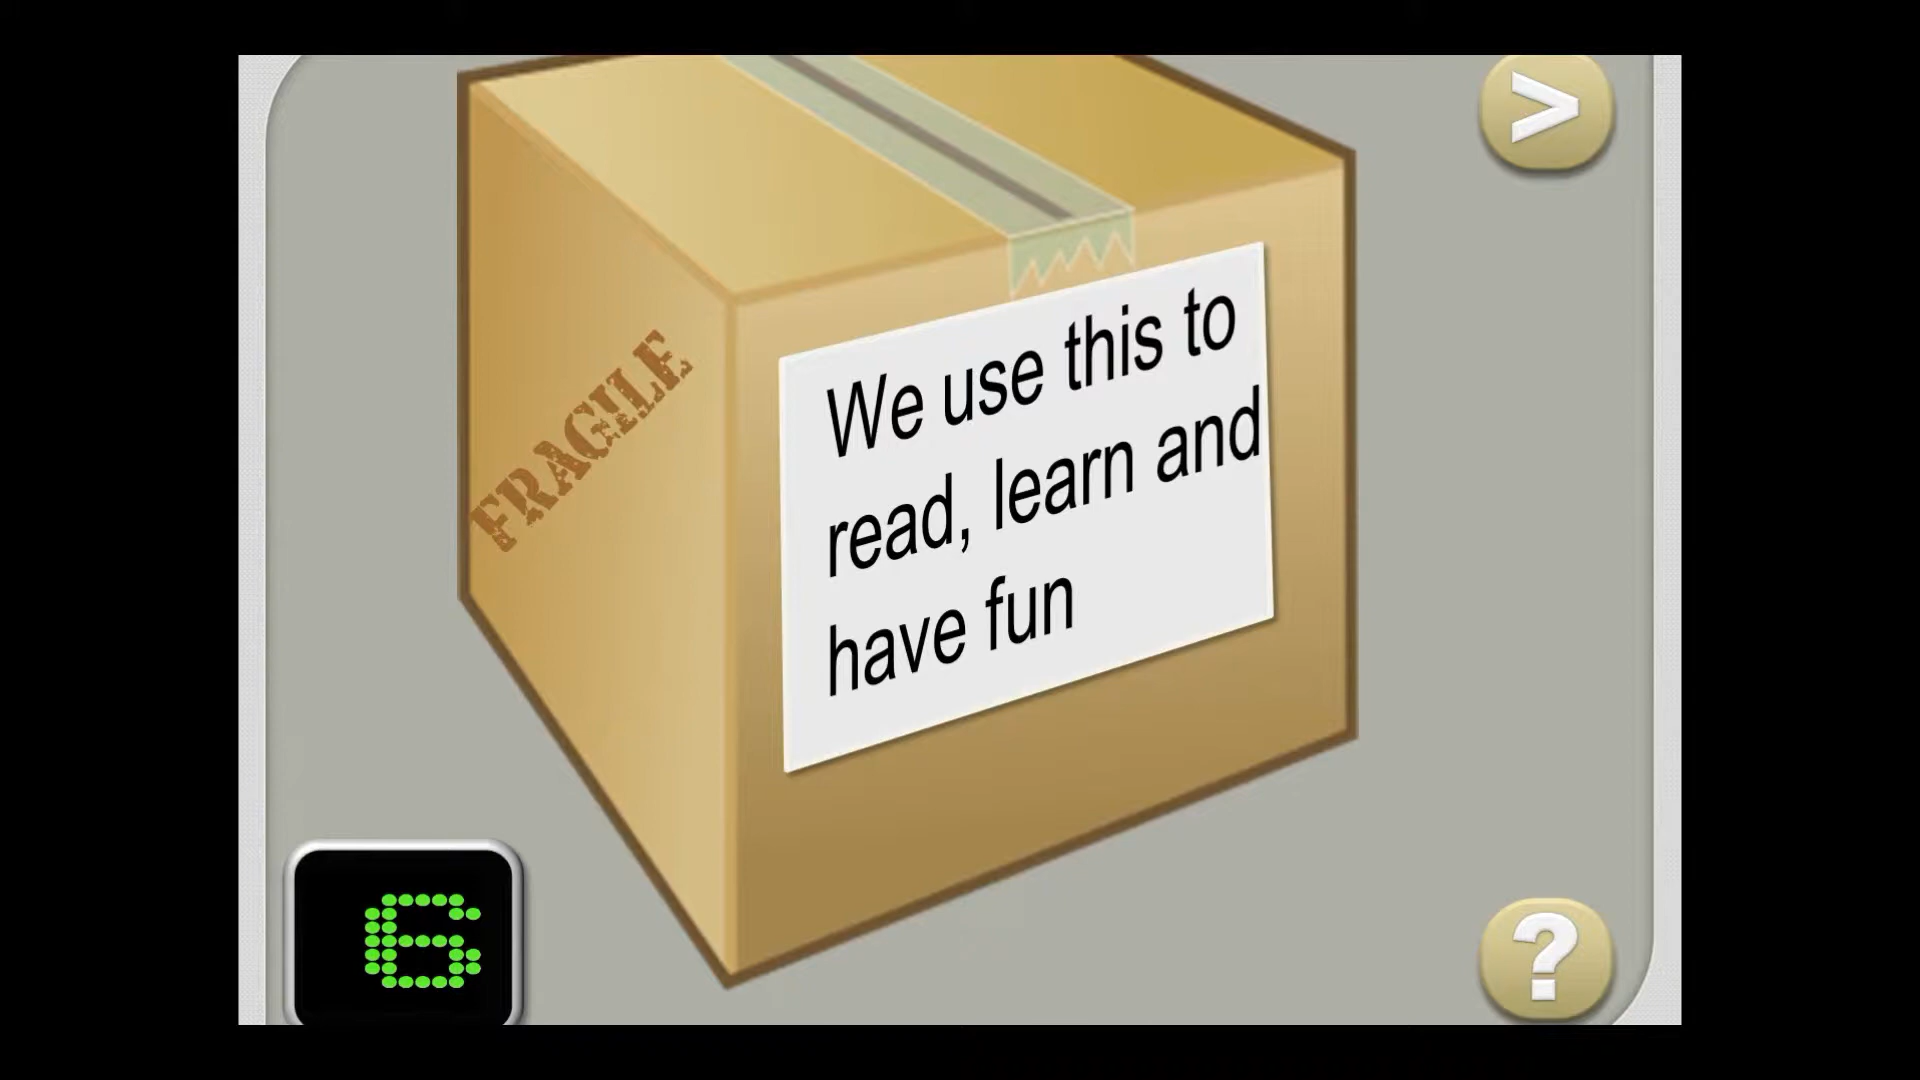 >
We use this to
read, learn and
have fun
FRAGILE
6
?